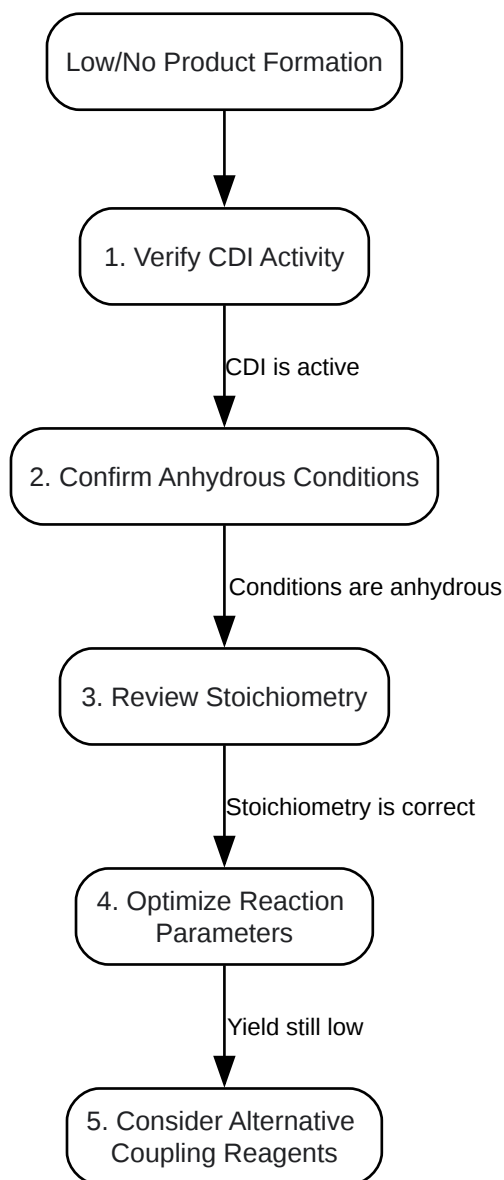 Low/No Product Formation
1. Verify CDI Activity
CDI is active
2. Confirm Anhydrous Conditions
Conditions are anhydrous
3. Review Stoichiometry
Stoichiometry is correct
4. Optimize Reaction
Parameters
Yield still low
5. Consider Alternative
Coupling Reagents